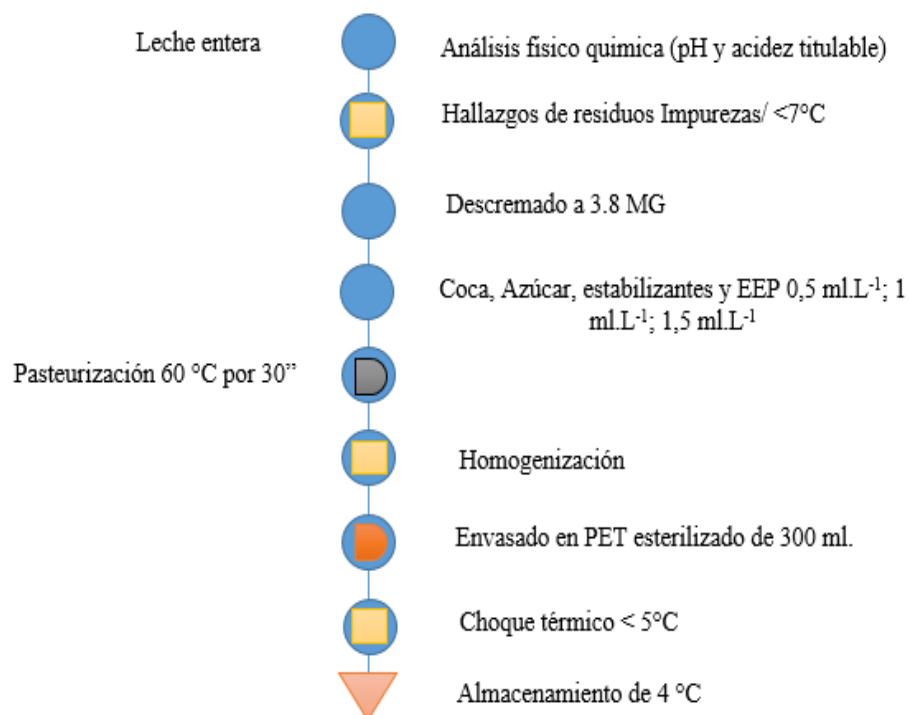 Leche entera
Análisis físico quimica (pH y acidez titulable)
Hallazgos de residuos Impurezas/ <7°C
Descremado a 3.8 MG
Coca, Azúcar, estabilizantes y EEP 0,5 ml.L⁻¹; 1
ml.L⁻¹; 1,5 ml.L⁻¹
Pasteurización 60 °C por 30”
Homogenización
Envasado en PET esterilizado de 300 ml.
Choque térmico < 5°C
Almacenamiento de 4 °C